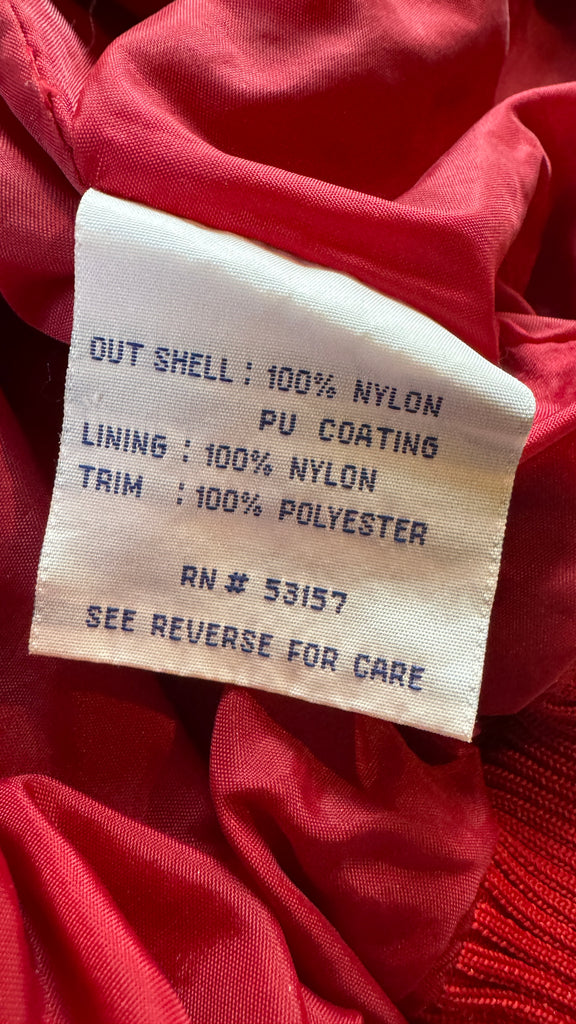 OUT SHELL : 100% NYLON
PU COATING
LINING : 100% NYLON
TRIM : 100% POLYESTER
RN # 53157
SEE REVERSE FOR CARE